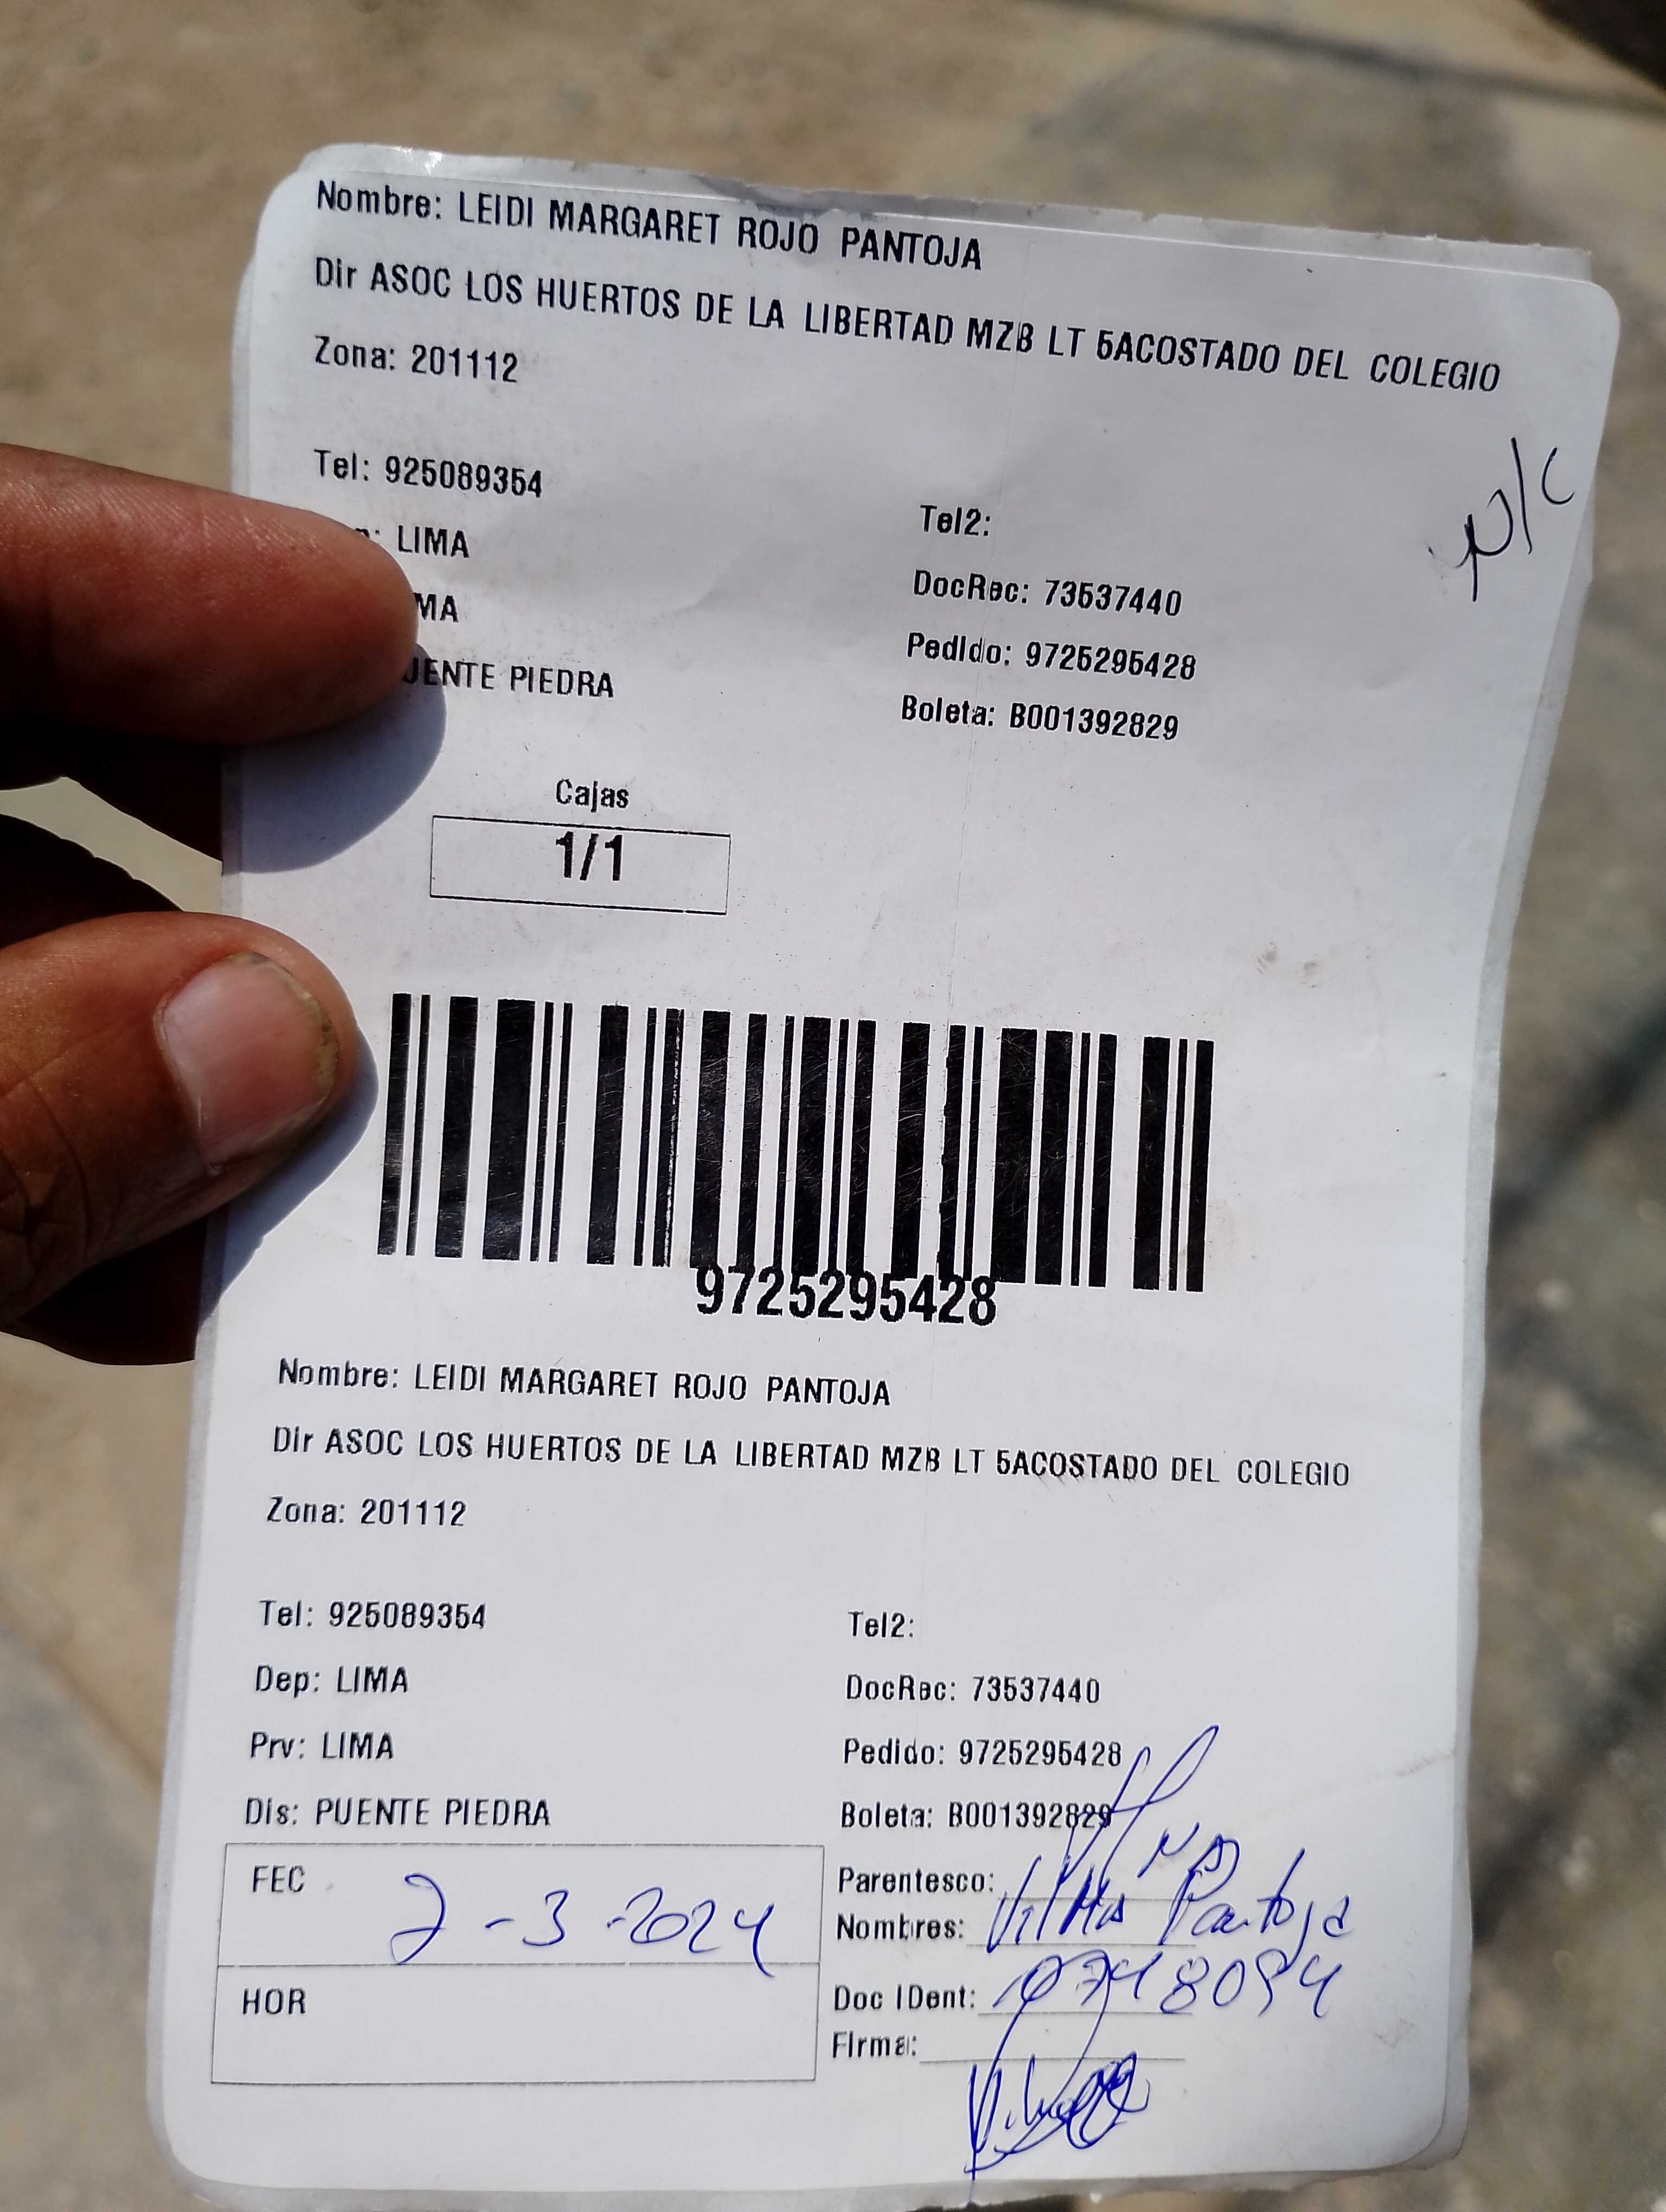 Nombre: LEIDI MARGARET ROJO PANTOJA
Dir ASOC LOS HUERTOS DE LA LIBERTAD MZB LT 5ACOSTADO DEL COLEGIO
Zona: 201112
N/C
Tel: 925089354
Tel2:
LIMA
DocRec: 73537440
MA
Pedido: 9725295428
UENTE PIEDRA
Boleta: B001392829
Cajas
1/1
9725295428
Nombre: LEIDI MARGARET ROJO PANTOJA
Dir ASOC LOS HUERTOS DE LA LIBERTAD MZB LT 5ACOSTADO DEL COLEGIO
Zona: 201112
Tel: 925089354
Tel2:
Dep: LIMA
DocRec: 73537440
Prv: LIMA
Pedido: 9725295428
Dis: PUENTE PIEDRA
Boleta: B001392829
FEC 2-3-2024
Parentesco:
Nombres: Vilma Pantoja
HOR
Doc IDent:
Firma: